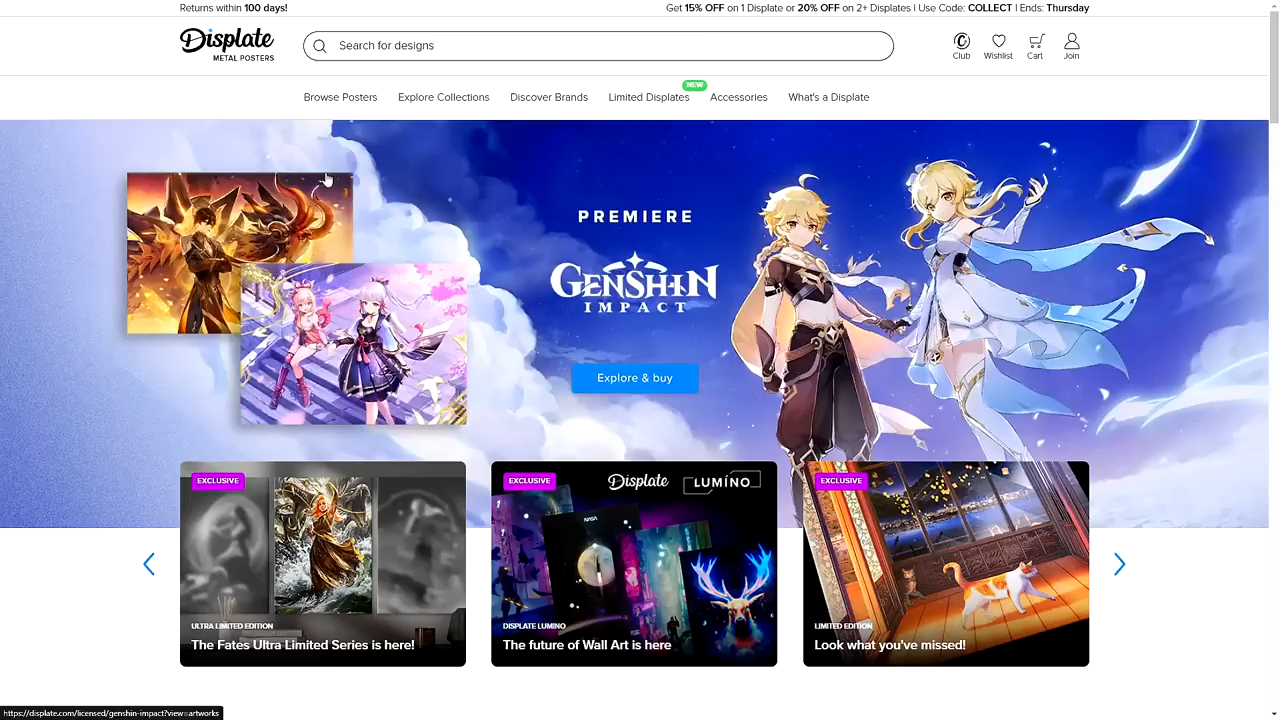 Returns within 100 days!
Get 15% OFF on 1 Displate or 20% OFF on 2+ Displates | Use Code: COLLECT | Ends: Thursday
Displate
METAL POSTERS
Search for designs
Club
Wishlist
Cart
Join
NEW
Browse Posters
Explore Collections
Discover Brands
Limited Displates
Accessories
What's a Displate
PREMIERE
GENSHIN
IMPACT
Explore & buy
EXCLUSIVE
ULTRA LIMITED EDITION
The Fates Ultra Limited Series is here!
EXCLUSIVE
Displate
LUMINO
NASA
DISPLATE LUMINO
The future of Wall Art is here
EXCLUSIVE
LIMITED EDITION
Look what you've missed!
https://displate.com/licensed/genshin-impact?view=artworks